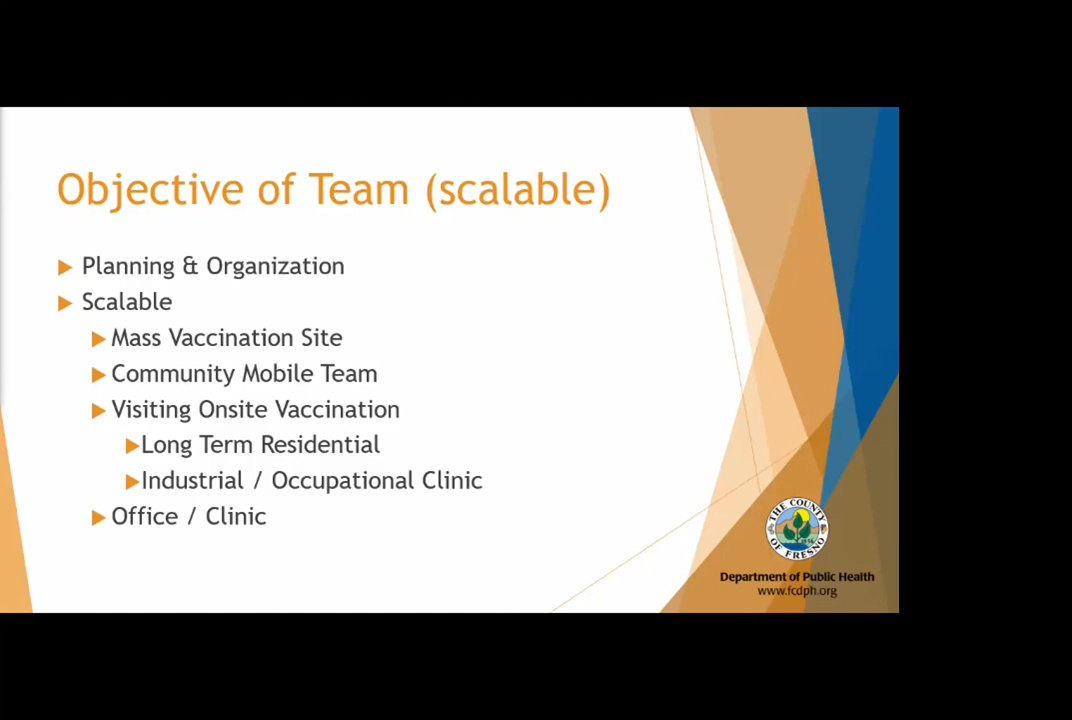 Objective of Team (scalable)
Planning & Organization
Scalable
Mass Vaccination Site
Community Mobile Team
Visiting Onsite Vaccination
Long Term Residential
Industrial / Occupational Clinic
Office / Clinic
THE COUNTY
OF FRESNO
Department of Public Health
www.fcdph.org